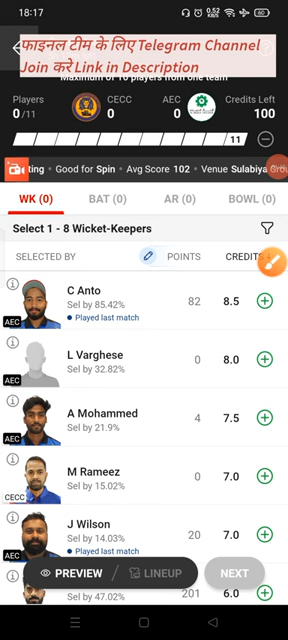 18:17
0.52
KB/S
60
फाइनल टीम के लिए Telegram Channel
Join करे Link in Description
Maximum of 10 players from one team
Players
CECC
AEC
Credits Left
0/11
0
0
100
11
ting • Good for Spin • Avg Score 102 • Venue Sulabiya Grou
WK (0)
BAT (0)
AR (0)
BOWL (0)
Select 1 - 8 Wicket-Keepers
SELECTED BY
POINTS
CREDITS
C Anto
Sel by 85.42%
Played last match
AEC
82
8.5
L Varghese
Sel by 32.82%
AEC
0
8.0
A Mohammed
Sel by 21.9%
AEC
4
7.5
M Rameez
Sel by 15.02%
CECC
0
7.0
J Wilson
Sel by 14.03%
Played last match
AEC
20
7.0
PREVIEW / LINEUP
NEXT
Sel by 47.02%
201
6.0